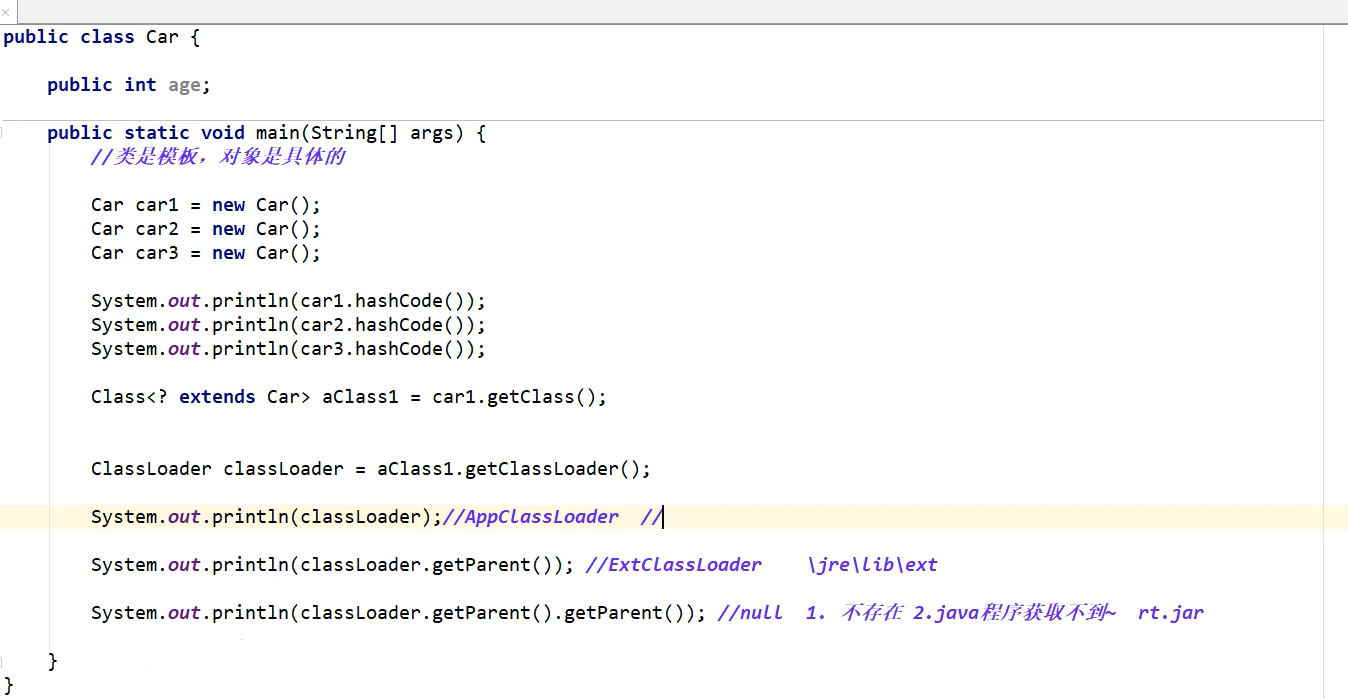 public class Car {
public int age;
public static void main(String[] args) {
//类是模板，对象是具体的
Car car1 = new Car();
Car car2 = new Car();
Car car3 = new Car();
System.out.println(car1.hashCode());
System.out.println(car2.hashCode());
System.out.println(car3.hashCode());
Class<? extends Car> aClass1 = car1.getClass();
ClassLoader classLoader = aClass1.getClassLoader();
System.out.println(classLoader);//AppClassLoader  //
System.out.println(classLoader.getParent()); //ExtClassLoader    \jre\lib\ext
System.out.println(classLoader.getParent().getParent()); //null  1. 不存在 2.java程序获取不到~  rt.jar
}
}